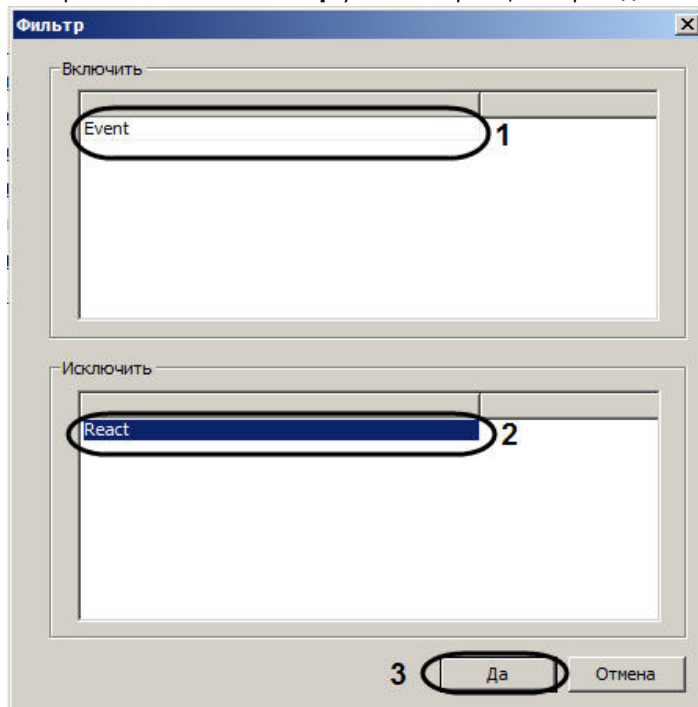 Фильтр
Включить
Event
1
Исключить
React
2
3
Да
Отмена